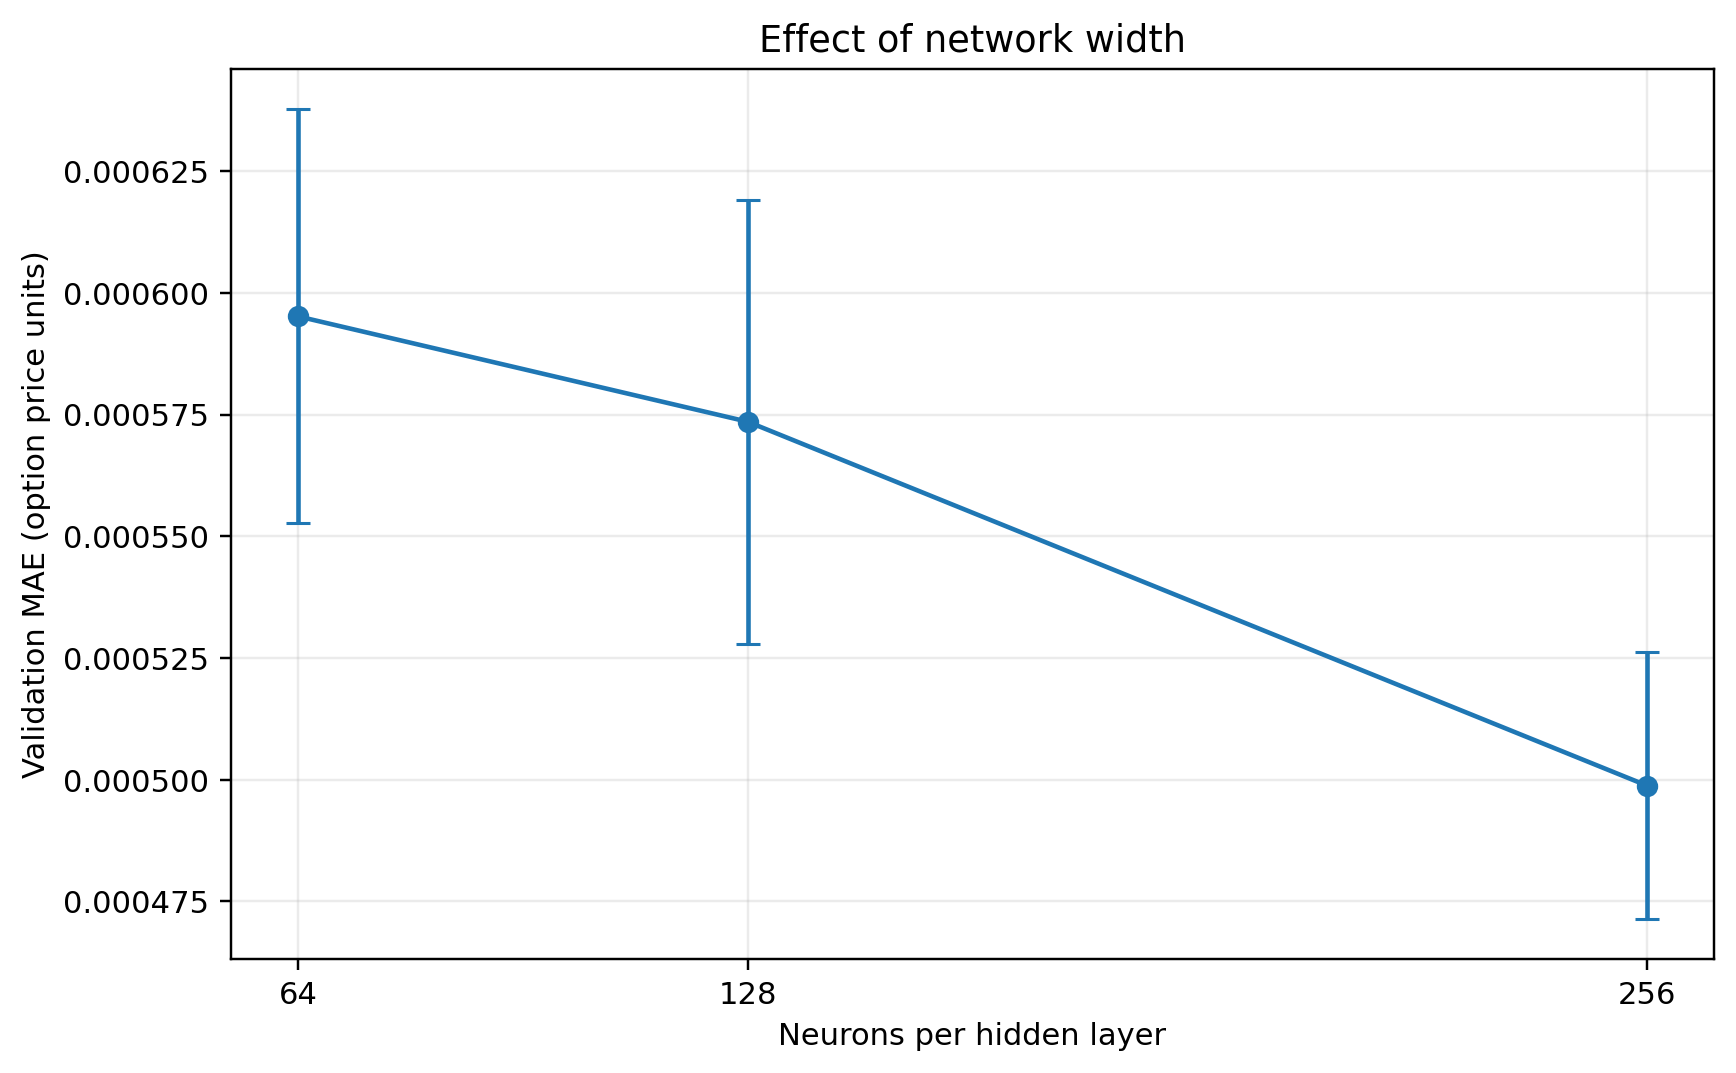 Effect of network width
Validation MAE (option price units)
0.000625
0.000600
0.000575
0.000550
0.000525
0.000500
0.000475
64 128 256
Neurons per hidden layer